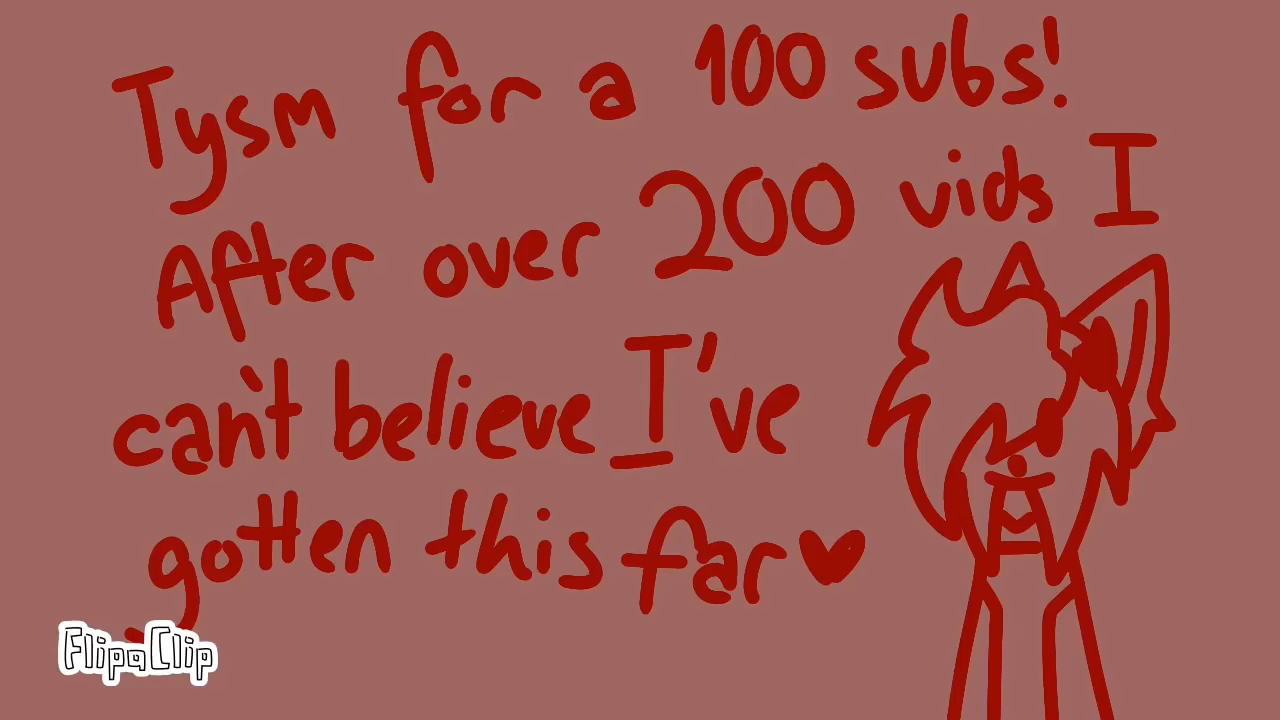 Tysm for a 100 subs!
After over 200 vids I
can't believe I've
gotten this far♥
FlipaClip